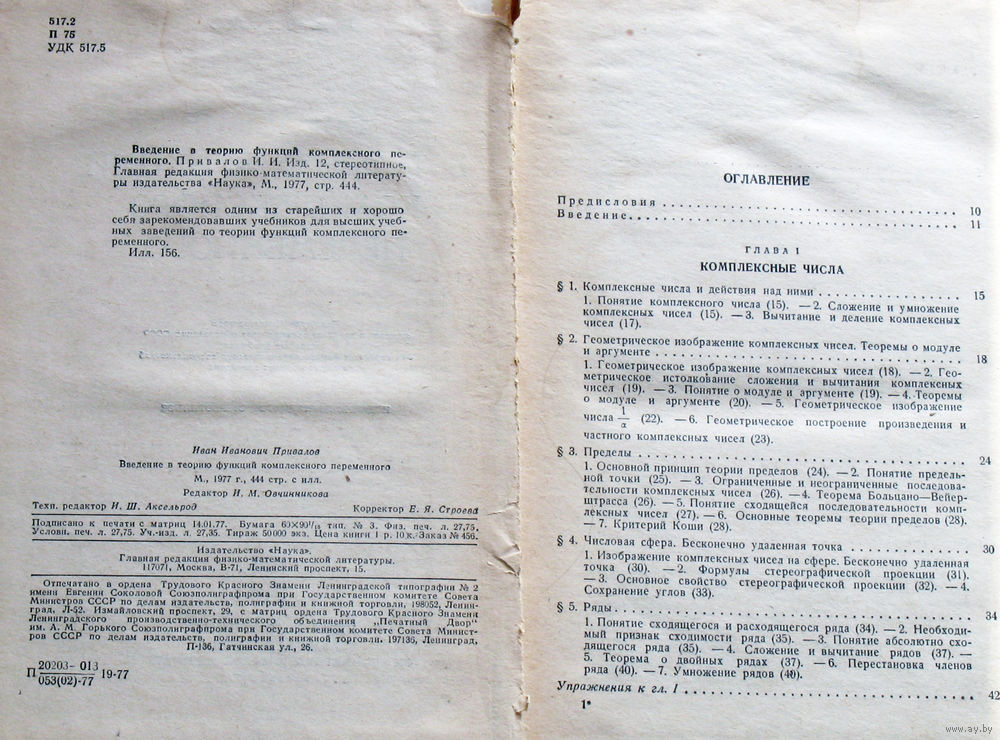 517.2
П 75
УДК 517.5
Введение в теорию функций комплексного пе-
ременного. Привалов И. И. Изд. 12, стереотипное,
Главная редакция физико-математической литерату-
ры издательства «Наука», М., 1977, стр. 444.
Книга является одним из старейших и хорошо
себя зарекомендовавших учебников для высших учеб-
ных заведений по теории функций комплексного пе-
ременного.
Илл. 156.
Иван Иванович Привалов
Введение в теорию функций комплексного переменного
М., 1977 г., 444 стр. с илл.
Редактор И. М. Овчинникова
Техп. редактор И. Ш. Аксельрод Корректор Е. Я. Строева
Подписано к печати с матриц 14.01.77. Бумага 60×90¹/₁₆ тип. № 3. Физ. печ. л. 27,75.
Условн. печ. л. 27,75. Уч.-изд. л. 27,35. Тираж 50 000 экз. Цена книги 1 р. 10 к. Заказ № 456.
Издательство «Наука».
Главная редакция физико-математической литературы.
117071, Москва, В-71, Ленинский проспект, 15.
Отпечатано в ордена Трудового Красного Знамени Ленинградской типографии № 2
имени Евгении Соколовой Союзполиграфпрома при Государственном комитете Совета
Министров СССР по делам издательств, полиграфии и книжной торговли, 198052, Ленин-
град, Л-52. Измайловский проспект, 29, с матриц ордена Трудового Красного Знамени
Ленинградского производственно-технического объединения „Печатный Двор"
им. А. М. Горького Союзполиграфпрома при Государственном комитете Совета Минист-
ров СССР по делам издательств, полиграфии и книжной торговли. 197136, Ленинград,
П-136, Гатчинская ул., 26.
П 20203-013
053(02)-77 19-77
ОГЛАВЛЕНИЕ
Предисловия . . . . . . . . . . 10
Введение . . . . . . . . . . 11
ГЛАВА I
КОМПЛЕКСНЫЕ ЧИСЛА
§ 1. Комплексные числа и действия над ними . . . . . . . . . . 15
1. Понятие комплексного числа (15). — 2. Сложение и умножение
комплексных чисел (15). — 3. Вычитание и деление комплексных
чисел (17).
§ 2. Геометрическое изображение комплексных чисел. Теоремы о модуле
и аргументе . . . . . . . . . . 18
1. Геометрическое изображение комплексных чисел (18). — 2. Гео-
метрическое истолкование сложения и вычитания комплексных
чисел (19). — 3. Понятие о модуле и аргументе (19). — 4. Теоремы
о модуле и аргументе (20). — 5. Геометрическое изображение
числа 1/α (22). — 6. Геометрическое построение произведения и
частного комплексных чисел (23).
§ 3. Пределы . . . . . . . . . . 24
1. Основной принцип теории пределов (24). — 2. Понятие предель-
ной точки (25). — 3. Ограниченные и неограниченные последова-
тельности комплексных чисел (26). — 4. Теорема Больцано—Вейер-
штрасса (26). — 5. Понятие сходящейся последовательности комп-
лексных чисел (27). — 6. Основные теоремы теории пределов (28).
— 7. Критерий Коши (28).
§ 4. Числовая сфера. Бесконечно удаленная точка . . . . . . . . . . 30
1. Изображение комплексных чисел на сфере. Бесконечно удаленная
точка (30). — 2. Формулы стереографической проекции (31).
— 3. Основное свойство стереографической проекции (32). — 4.
Сохранение углов (33).
§ 5. Ряды . . . . . . . . . . 34
1. Понятие сходящегося и расходящегося ряда (34). — 2. Необходи-
мый признак сходимости ряда (35). — 3. Понятие абсолютно схо-
дящегося ряда (35). — 4. Сложение и вычитание рядов (37). —
5. Теорема о двойных рядах (37). — 6. Перестановка членов
ряда (40). — 7. Умножение рядов (40).
Упражнения к гл. I . . . . . . . . . . 42
1*
www.ay.by